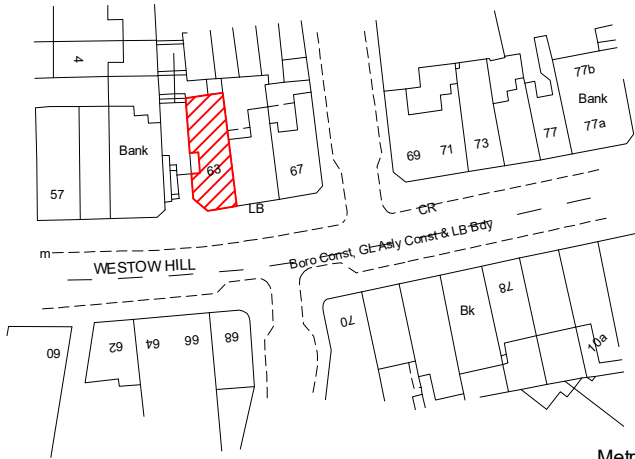 4
77b
Bank
77a
Bank
69
71
73
77
57
63
67
LB
CR
m
WESTOW HILL
Boro Const, GL Asly Const & LB Bdy
60
62
64
66
68
70
Bk
78
10a
Metr